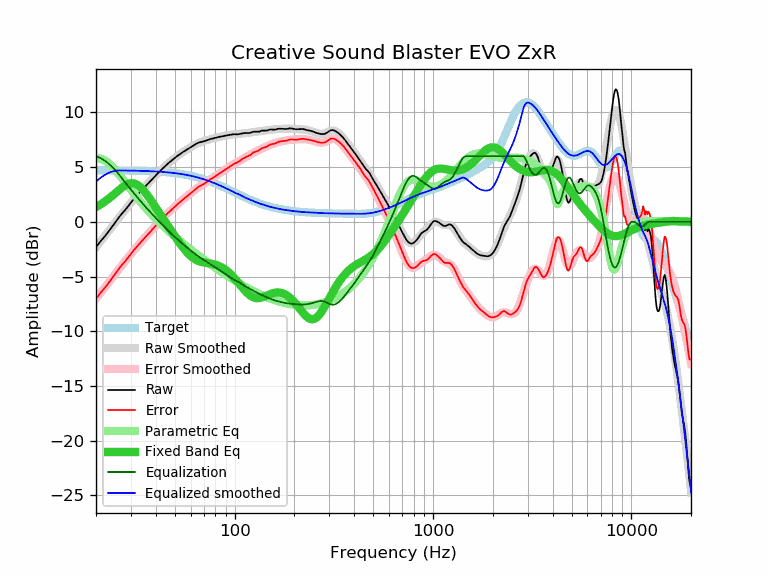 Creative Sound Blaster EVO ZxR
Amplitude (dBr)
10
5
0
−5
−10
−15
−20
−25
Target
Raw Smoothed
Error Smoothed
Raw
Error
Parametric Eq
Fixed Band Eq
Equalization
Equalized smoothed
100
1000
10000
Frequency (Hz)